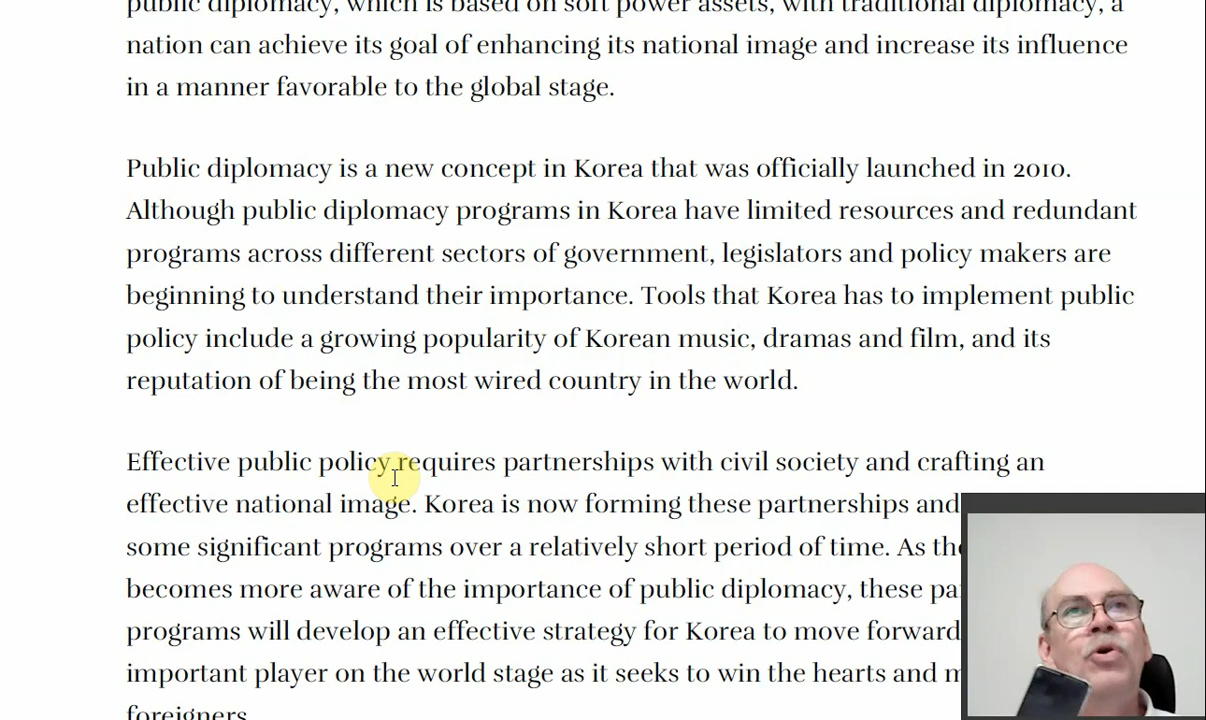 public diplomacy, which is based on soft power assets, with traditional diplomacy, a
nation can achieve its goal of enhancing its national image and increase its influence
in a manner favorable to the global stage.
Public diplomacy is a new concept in Korea that was officially launched in 2010.
Although public diplomacy programs in Korea have limited resources and redundant
programs across different sectors of government, legislators and policy makers are
beginning to understand their importance. Tools that Korea has to implement public
policy include a growing popularity of Korean music, dramas and film, and its
reputation of being the most wired country in the world.
Effective public policy requires partnerships with civil society and crafting an
effective national image. Korea is now forming these partnerships and
some significant programs over a relatively short period of time. As
becomes more aware of the importance of public diplomacy, these
programs will develop an effective strategy for Korea to move forward
important player on the world stage as it seeks to win the hearts and
foreigners